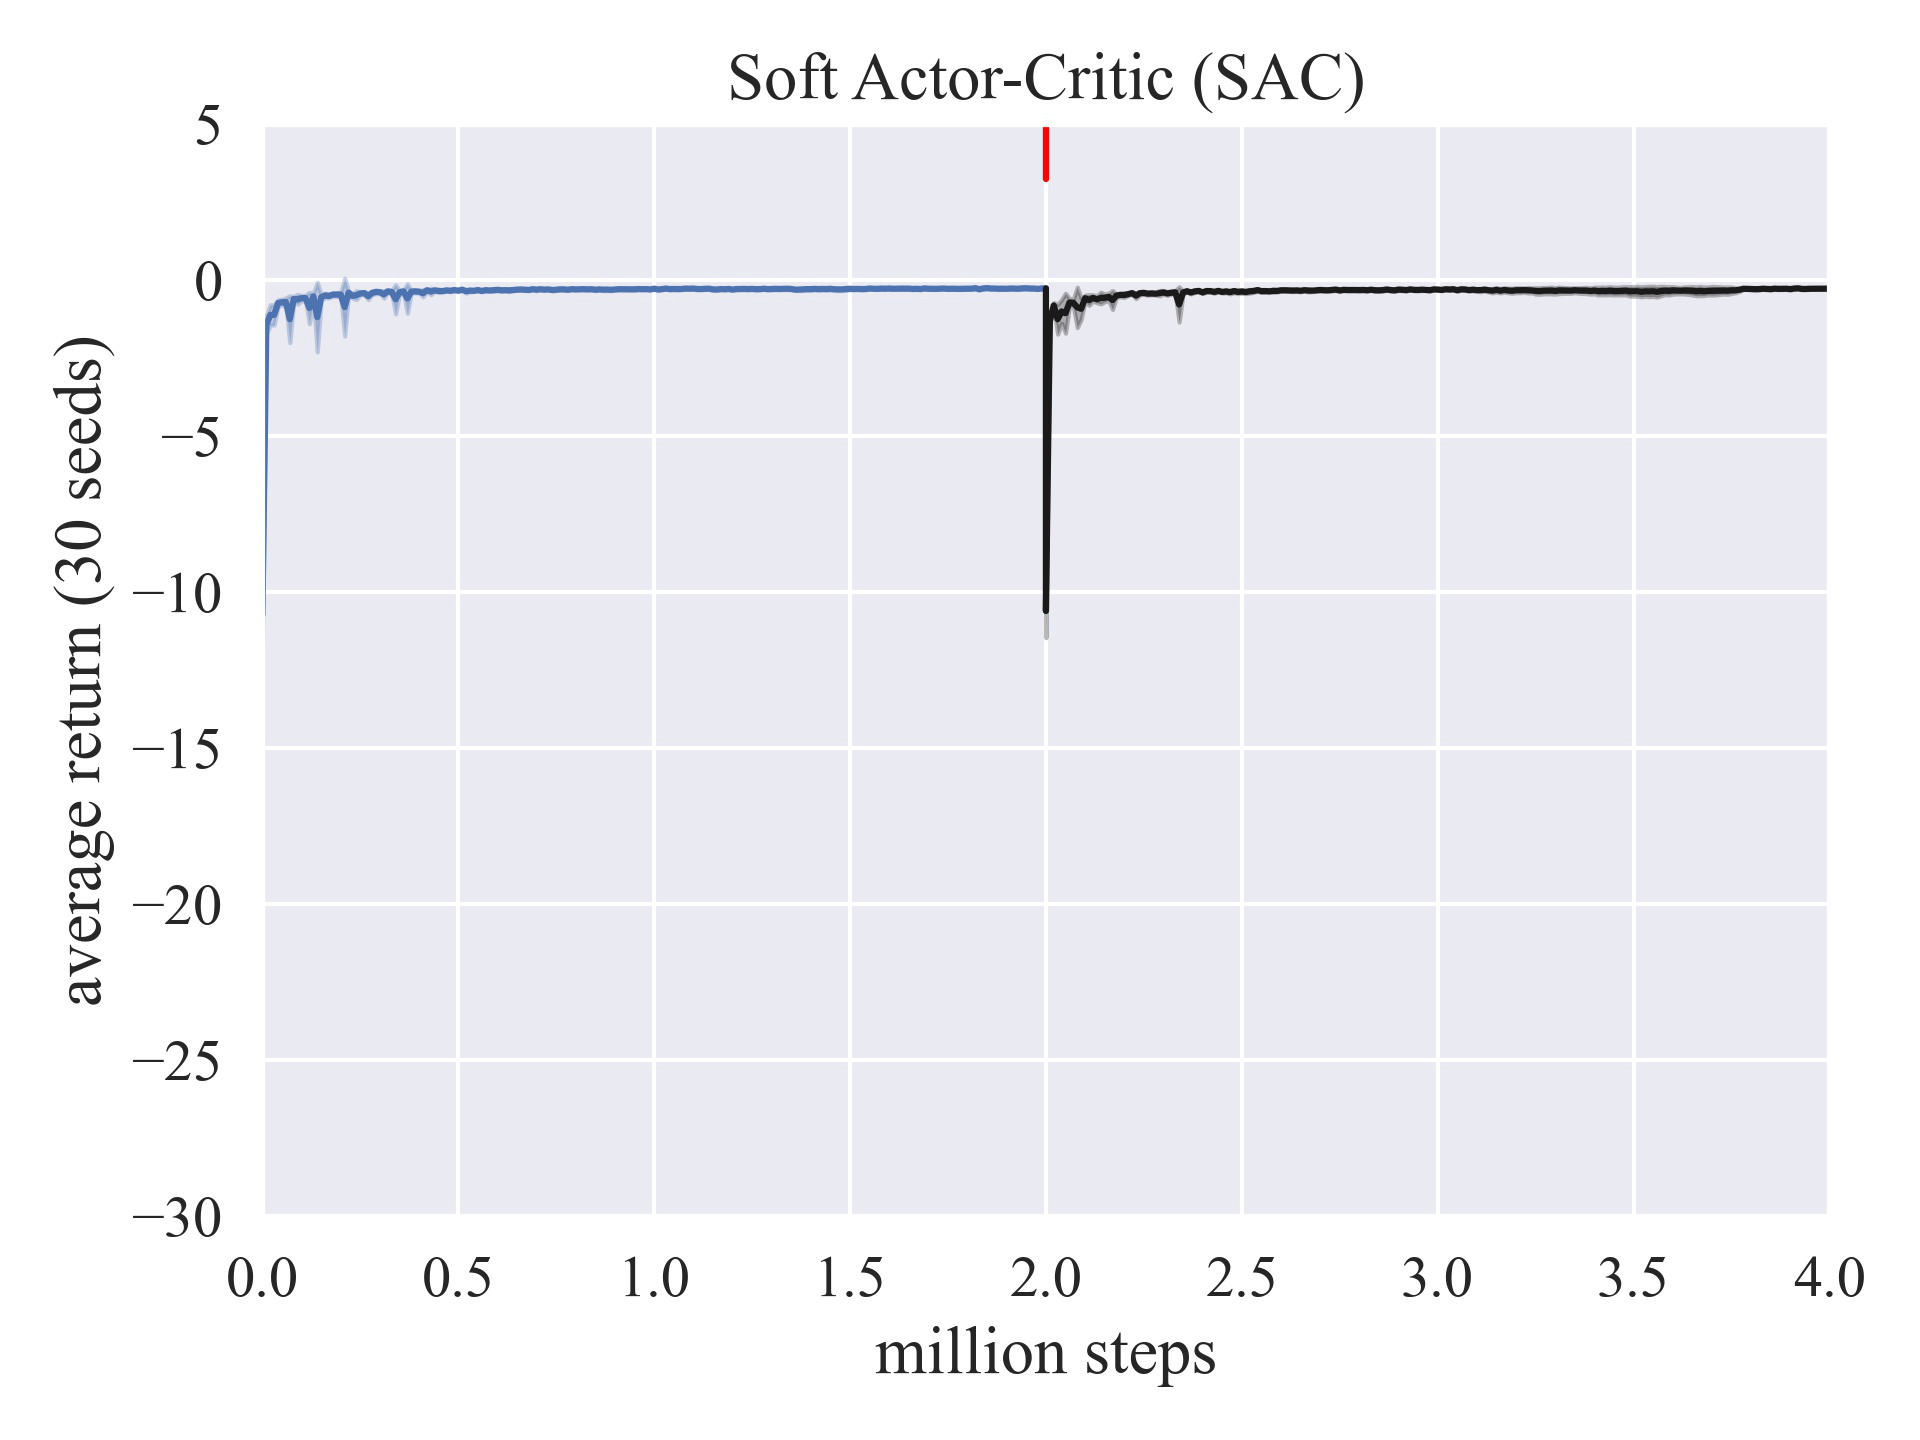 Soft Actor-Critic (SAC)
5
0
−5
−10
−15
−20
−25
−30
average return (30 seeds)
0.0 0.5 1.0 1.5 2.0 2.5 3.0 3.5 4.0
million steps